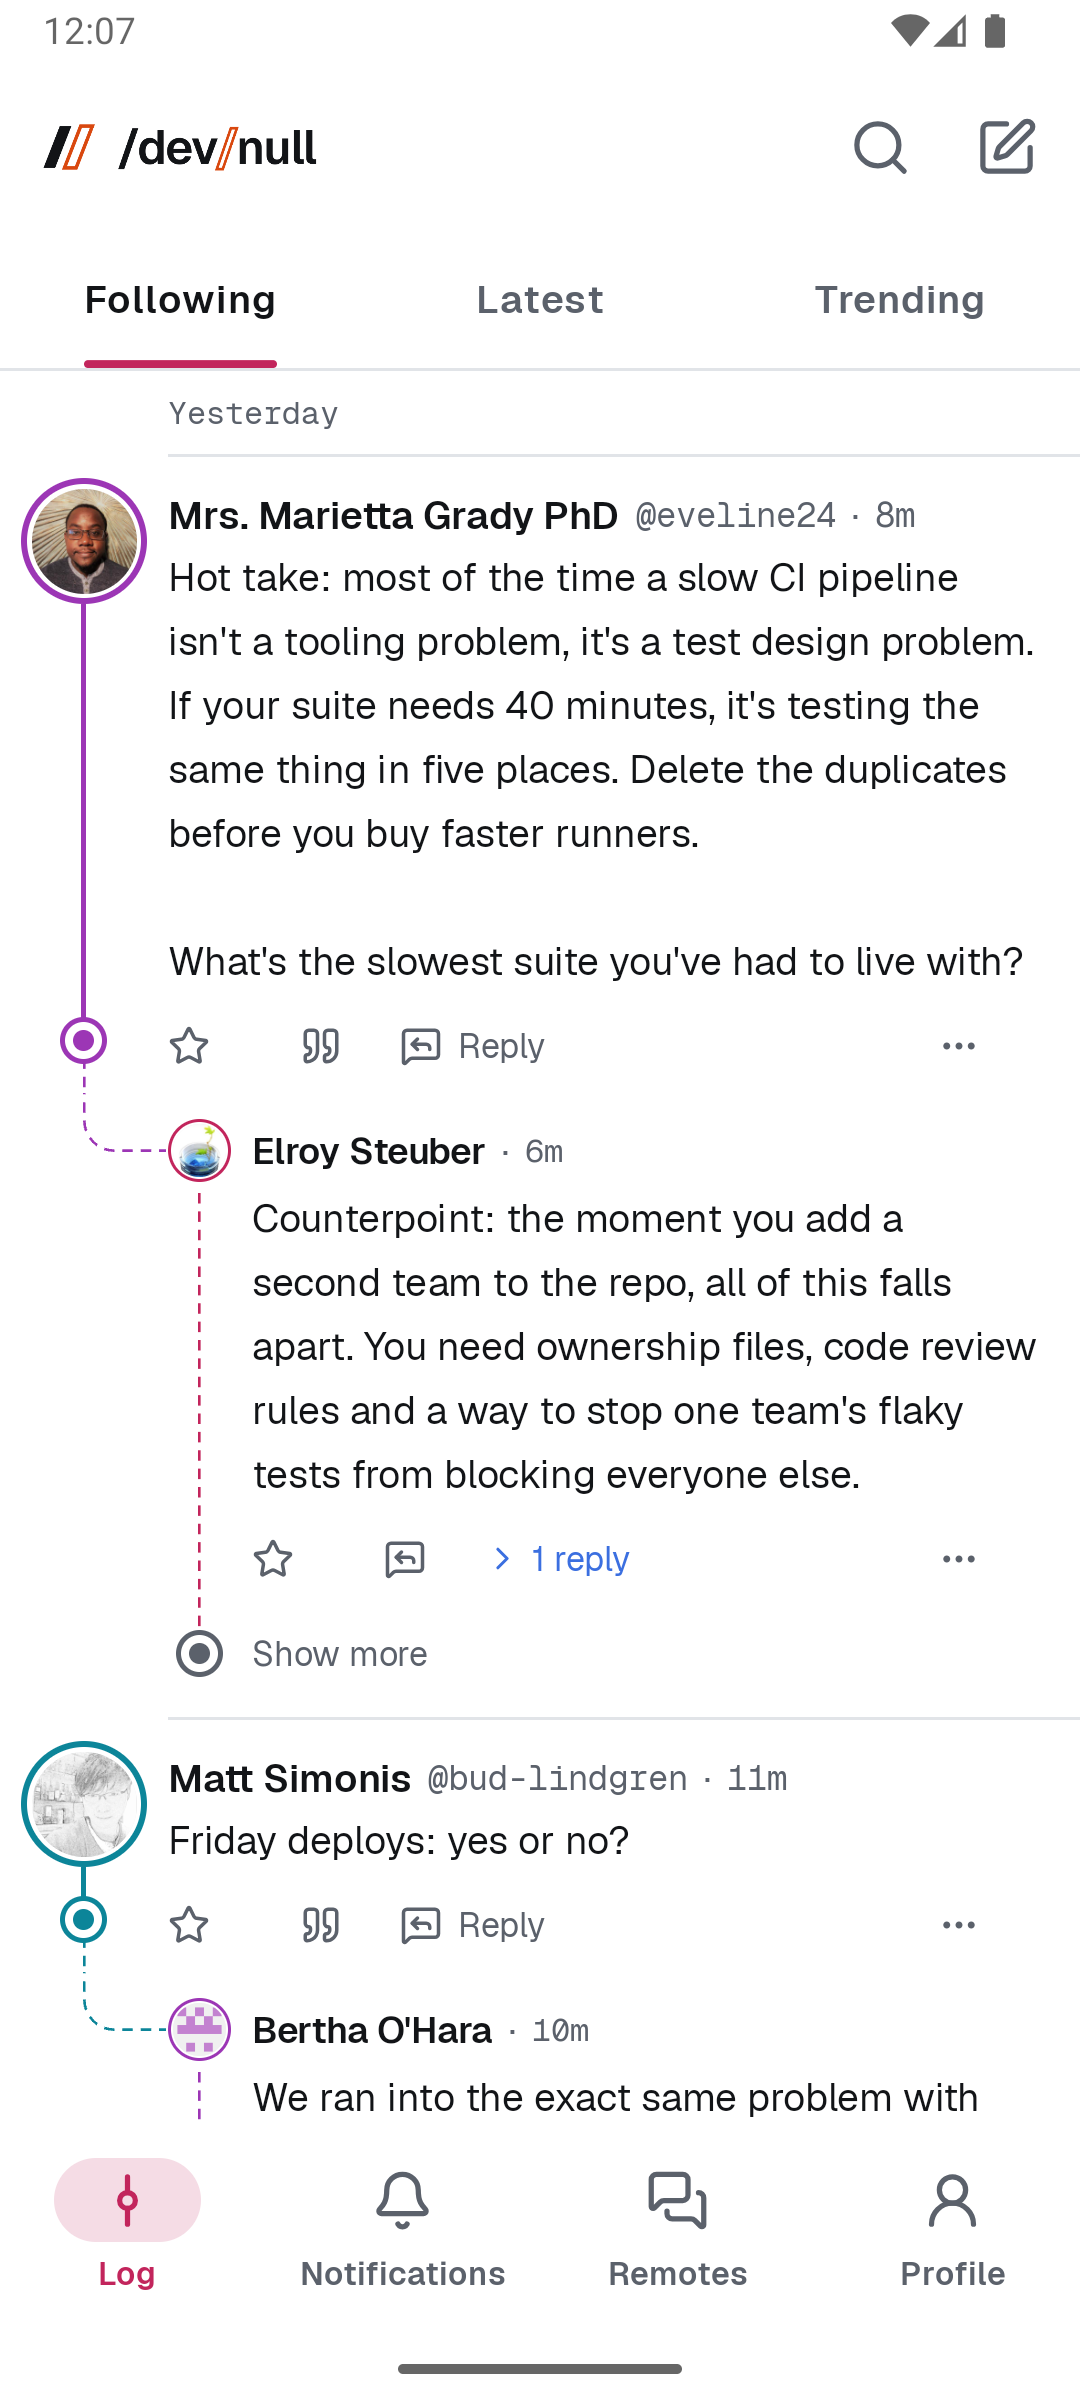 12:07
/dev//null
Following
Latest
Trending
Yesterday
Mrs. Marietta Grady PhD @eveline24 · 8m
Hot take: most of the time a slow CI pipeline
isn't a tooling problem, it's a test design problem.
If your suite needs 40 minutes, it's testing the
same thing in five places. Delete the duplicates
before you buy faster runners.
What's the slowest suite you've had to live with?
Reply
Elroy Steuber · 6m
Counterpoint: the moment you add a
second team to the repo, all of this falls
apart. You need ownership files, code review
rules and a way to stop one team's flaky
tests from blocking everyone else.
1 reply
Show more
Matt Simonis @bud-lindgren · 11m
Friday deploys: yes or no?
Reply
Bertha O'Hara · 10m
We ran into the exact same problem with
Log
Notifications
Remotes
Profile